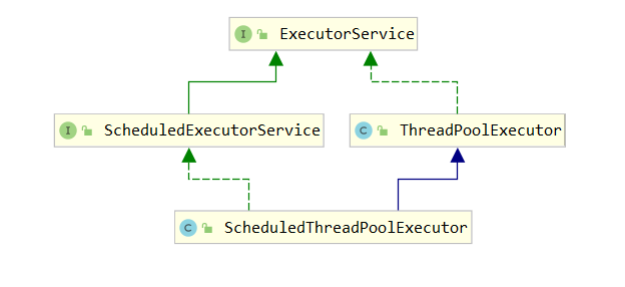 I ExecutorService
I ScheduledExecutorService
C ThreadPoolExecutor
C ScheduledThreadPoolExecutor